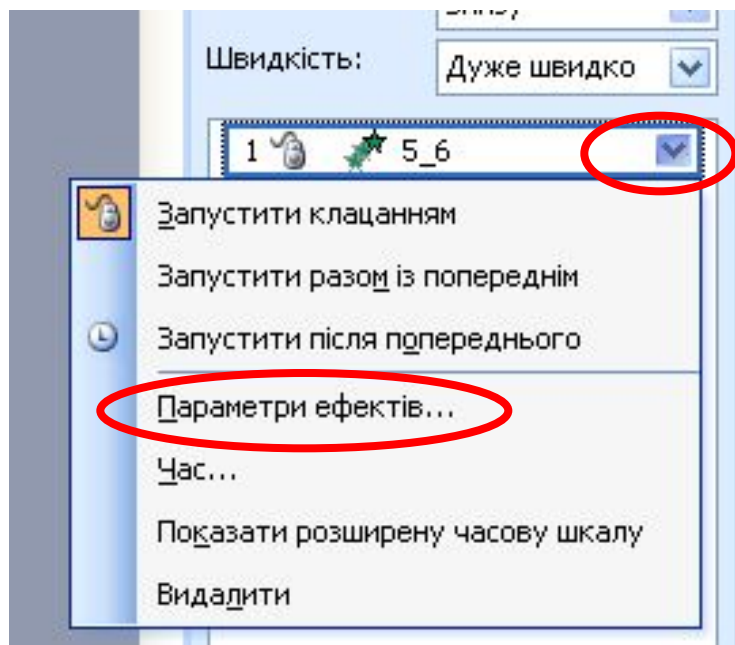 Швидкість:
Дуже швидко
1 5_6
Запустити клацанням
Запустити разом із попереднім
Запустити після попереднього
Параметри ефектів...
Час...
Показати розширену часову шкалу
Видалити